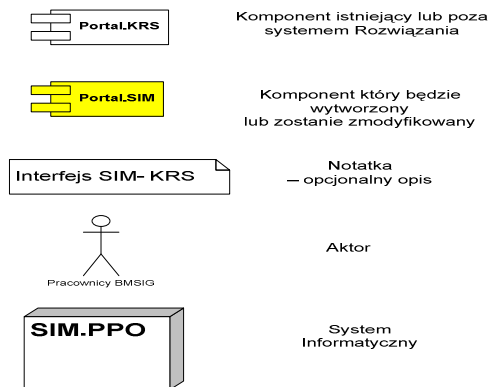 Portal.KRS
Komponent istniejący lub poza
systemem Rozwiązania
Portal.SIM
Komponent który będzie
wytworzony
lub zostanie zmodyfikowany
Interfejs SIM- KRS
Notatka
– opcjonalny opis
Pracownicy BMSIG
Aktor
SIM.PPO
System
Informatyczny